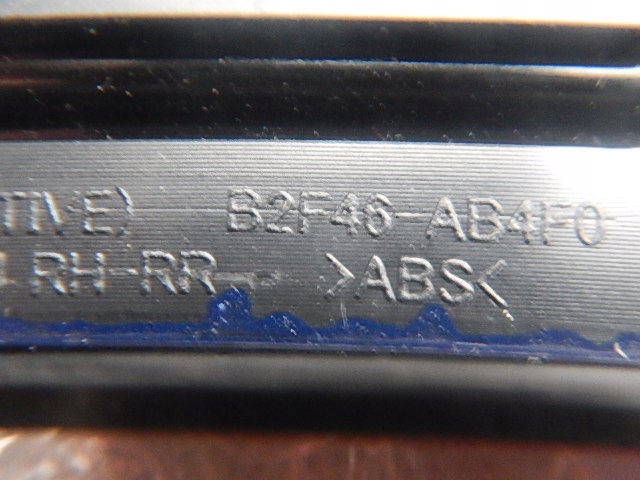 TIVE) B2F46-AB4F0
RH-RR >ABS<